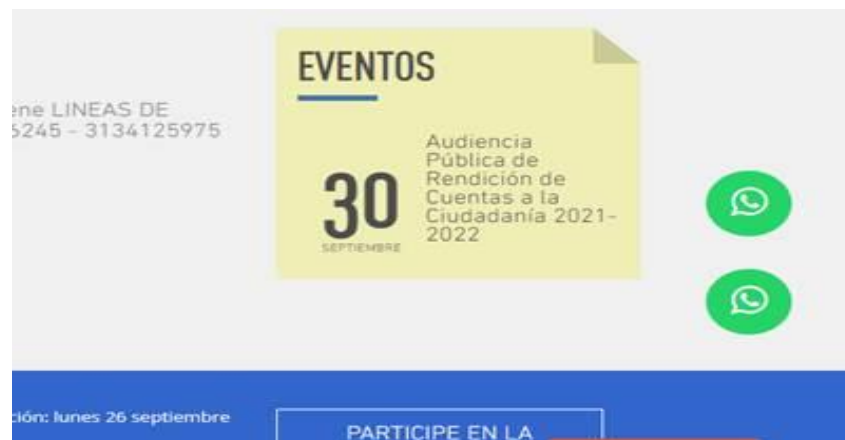 EVENTOS
ene LINEAS DE
6245 - 3134125975
30
SEPTIEMBRE
Audiencia
Pública de
Rendición de
Cuentas a la
Ciudadanía 2021-
2022
ción: lunes 26 septiembre
PARTICIPE EN LA